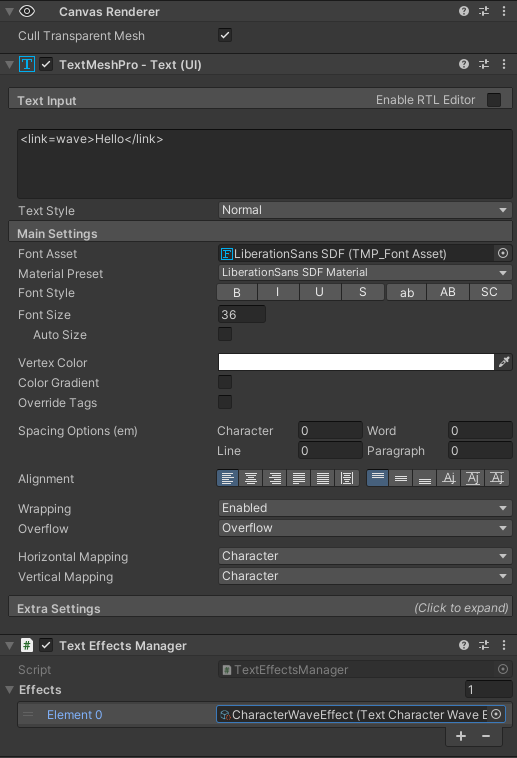 Canvas Renderer
Cull Transparent Mesh
TextMeshPro - Text (UI)
Text Input Enable RTL Editor
<link=wave>Hello</link>
Text Style Normal
Main Settings
Font Asset LiberationSans SDF (TMP_Font Asset)
Material Preset LiberationSans SDF Material
Font Style B I U S ab AB SC
Font Size 36
Auto Size
Vertex Color
Color Gradient
Override Tags
Spacing Options (em) Character 0 Word 0
Line 0 Paragraph 0
Alignment
Wrapping Enabled
Overflow Overflow
Horizontal Mapping Character
Vertical Mapping Character
Extra Settings (Click to expand)
Text Effects Manager
Script TextEffectsManager
Effects 1
Element 0 CharacterWaveEffect (Text Character Wave E